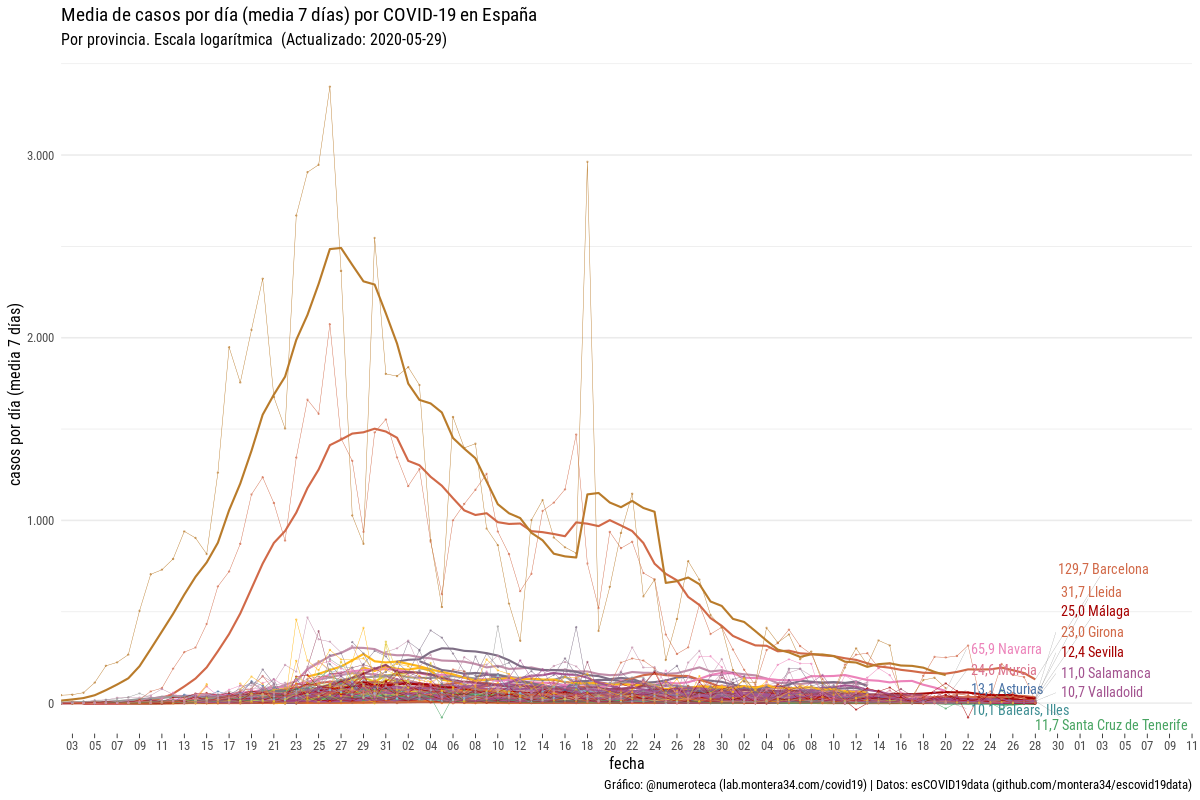 Media de casos por día (media 7 días) por COVID-19 en España
Por provincia. Escala logarítmica (Actualizado: 2020-05-29)
casos por día (media 7 días)
3.000
2.000
1.000
0
129,7 Barcelona
31,7 Lleida
25,0 Málaga
23,0 Girona
65,9 Navarra
12,4 Sevilla
24,0 Murcia
11,0 Salamanca
13,1 Asturias
10,7 Valladolid
10,1 Balears, Illes
11,7 Santa Cruz de Tenerife
03 05 07 09 11 13 15 17 19 21 23 25 27 29 31 02 04 06 08 10 12 14 16 18 20 22 24 26 28 30 02 04 06 08 10 12 14 16 18 20 22 24 26 28 30 01 03 05 07 09 11
fecha
Gráfico: @numeroteca (lab.montera34.com/covid19) | Datos: esCOVID19data (github.com/montera34/escovid19data)